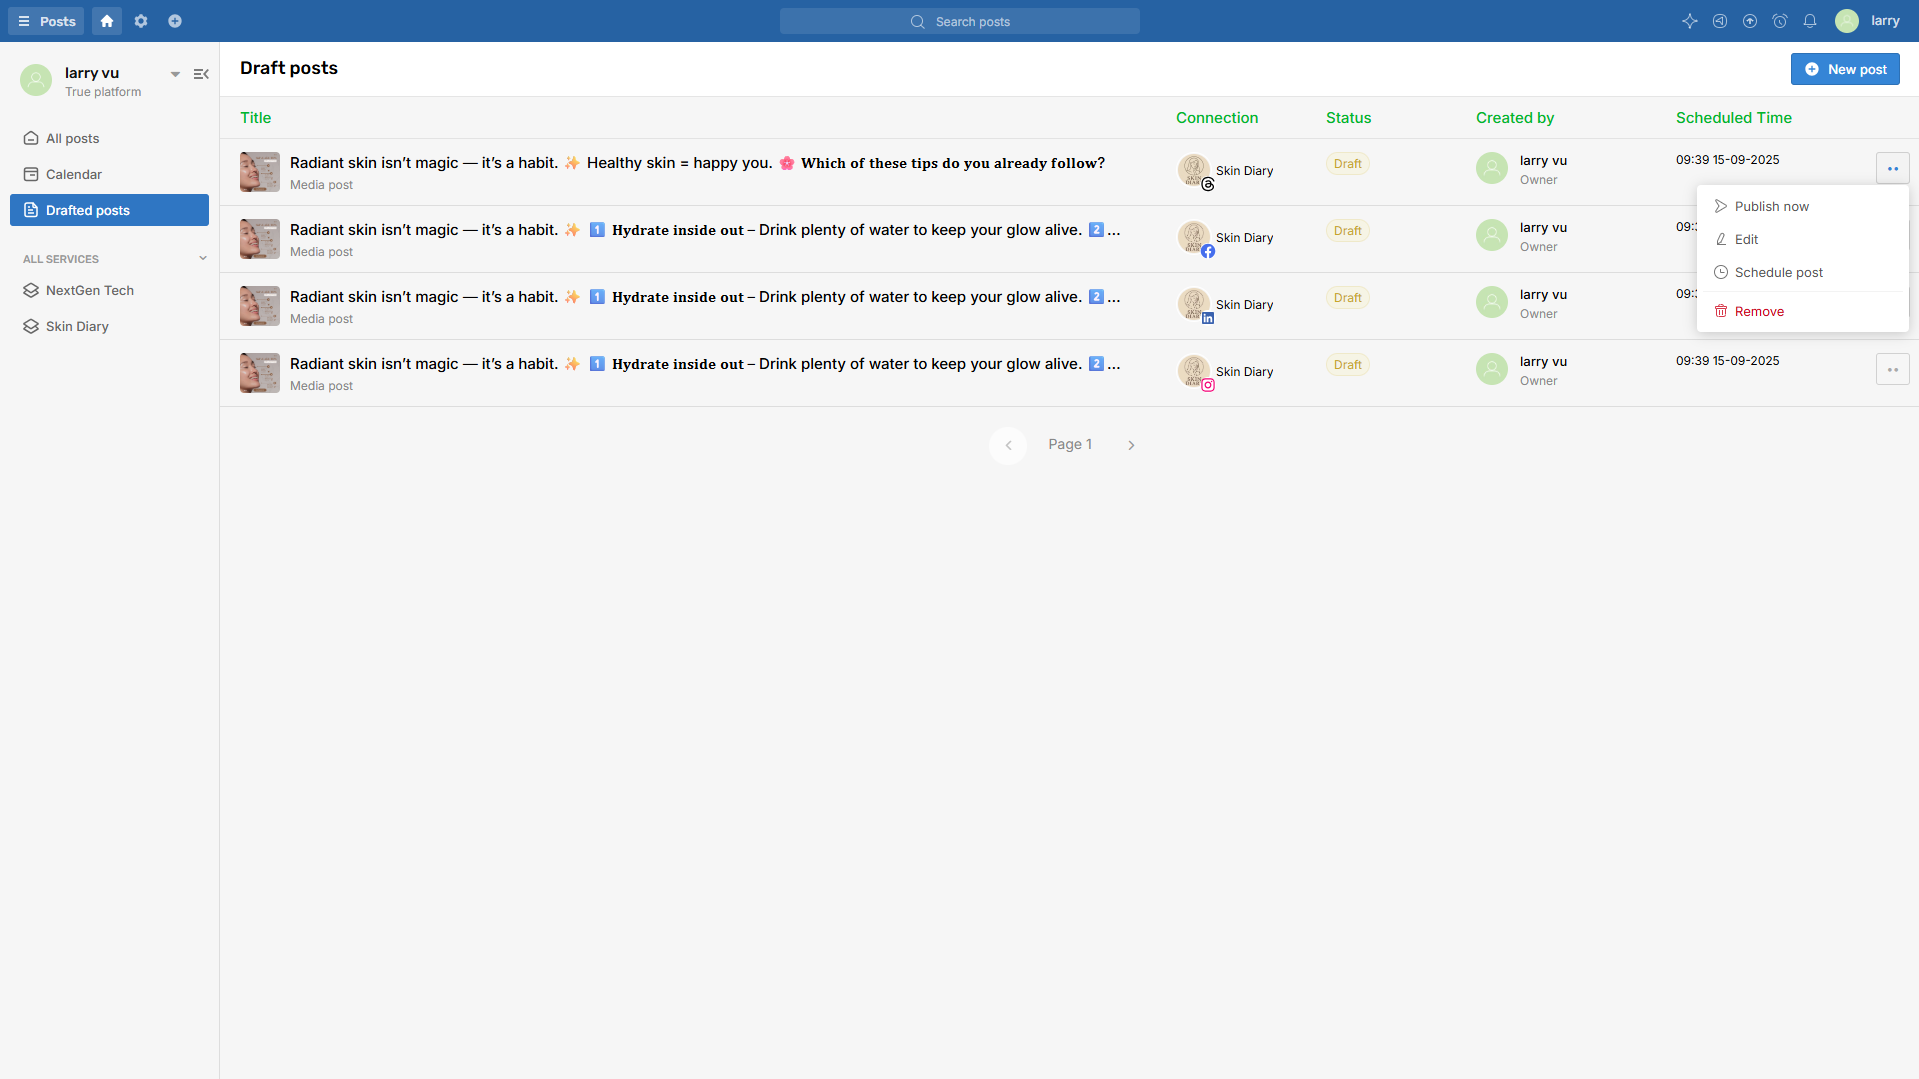 Posts
Search posts
larry
larry vu
True platform
All posts
Calendar
Drafted posts
ALL SERVICES
NextGen Tech
Skin Diary
Draft posts
New post
Title Connection Status Created by Scheduled Time
Radiant skin isn’t magic — it’s a habit. ✨ Healthy skin = happy you. 🌸 Which of these tips do you already follow?
Media post
Skin Diary
Draft
larry vu
Owner
09:39 15-09-2025
Radiant skin isn’t magic — it’s a habit. ✨ 1️⃣ Hydrate inside out – Drink plenty of water to keep your glow alive. 2️⃣ ...
Media post
Skin Diary
Draft
larry vu
Owner
Radiant skin isn’t magic — it’s a habit. ✨ 1️⃣ Hydrate inside out – Drink plenty of water to keep your glow alive. 2️⃣ ...
Media post
Skin Diary
Draft
larry vu
Owner
Radiant skin isn’t magic — it’s a habit. ✨ 1️⃣ Hydrate inside out – Drink plenty of water to keep your glow alive. 2️⃣ ...
Media post
Skin Diary
Draft
larry vu
Owner
09:39 15-09-2025
Publish now
Edit
Schedule post
Remove
Page 1